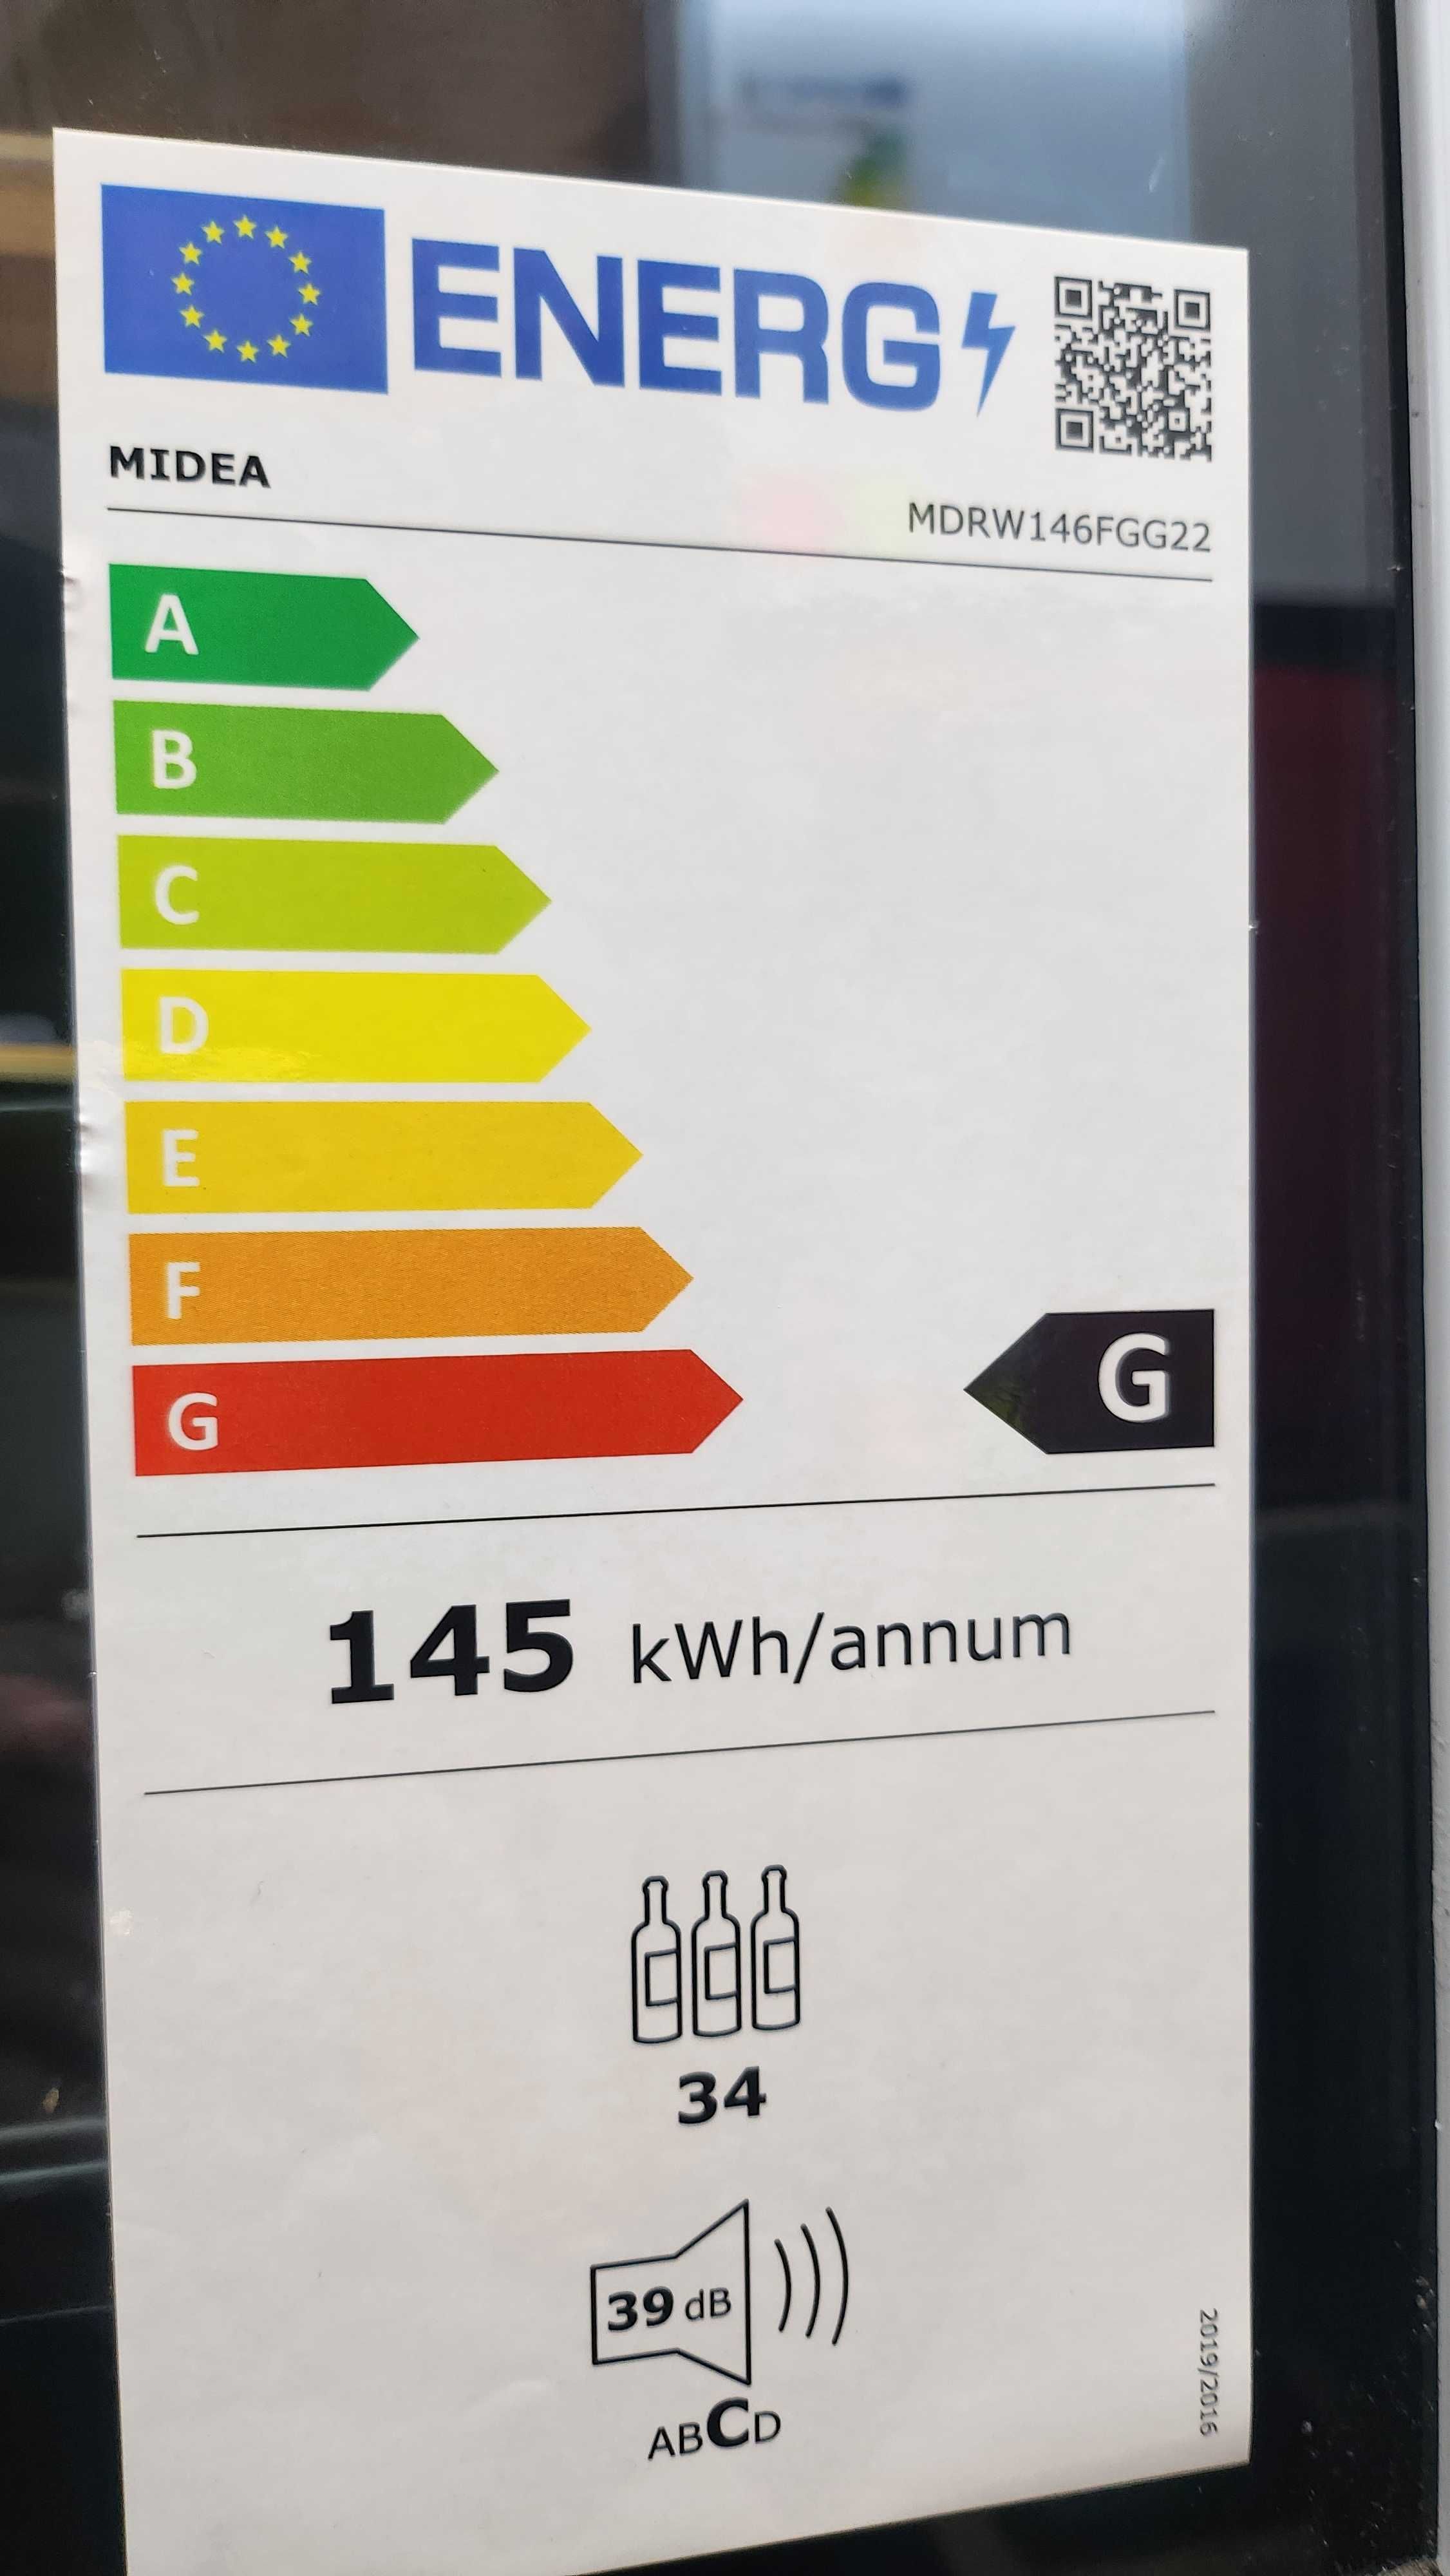 ENERG
MIDEA
MDRW146FGG22
A
B
C
D
E
F
G
G
145 kWh/annum
34
39 dB
ABCD
2019/2016